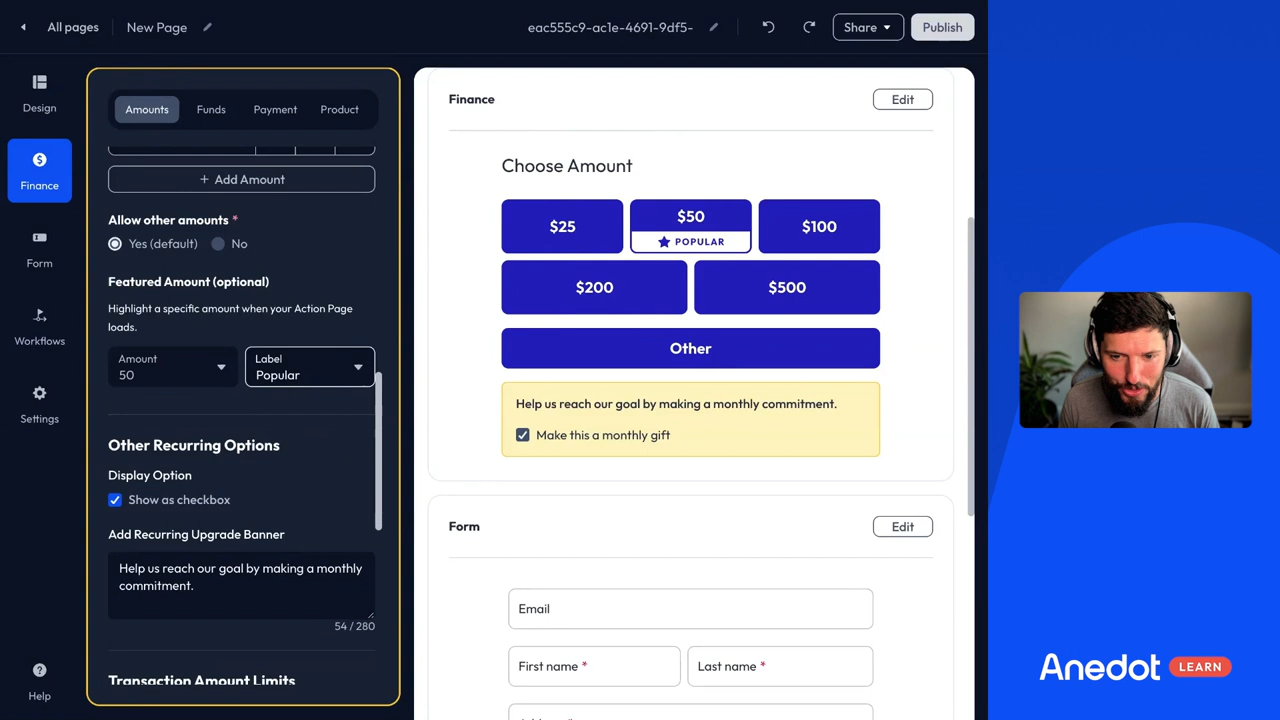 All pages
New Page
eac555c9-ac1e-4691-9df5-
Share
Publish
Design
Finance
Form
Workflows
Settings
Help
Amounts
Funds
Payment
Product
+ Add Amount
Allow other amounts *
Yes (default)
No
Featured Amount (optional)
Highlight a specific amount when your Action Page
loads.
Amount
50
Label
Popular
Other Recurring Options
Display Option
Show as checkbox
Add Recurring Upgrade Banner
Help us reach our goal by making a monthly
commitment.
54 / 280
Transaction Amount Limits
Finance
Edit
Choose Amount
$25
$50
POPULAR
$100
$200
$500
Other
Help us reach our goal by making a monthly commitment.
Make this a monthly gift
Form
Edit
Email
First name *
Last name *
Anedot LEARN